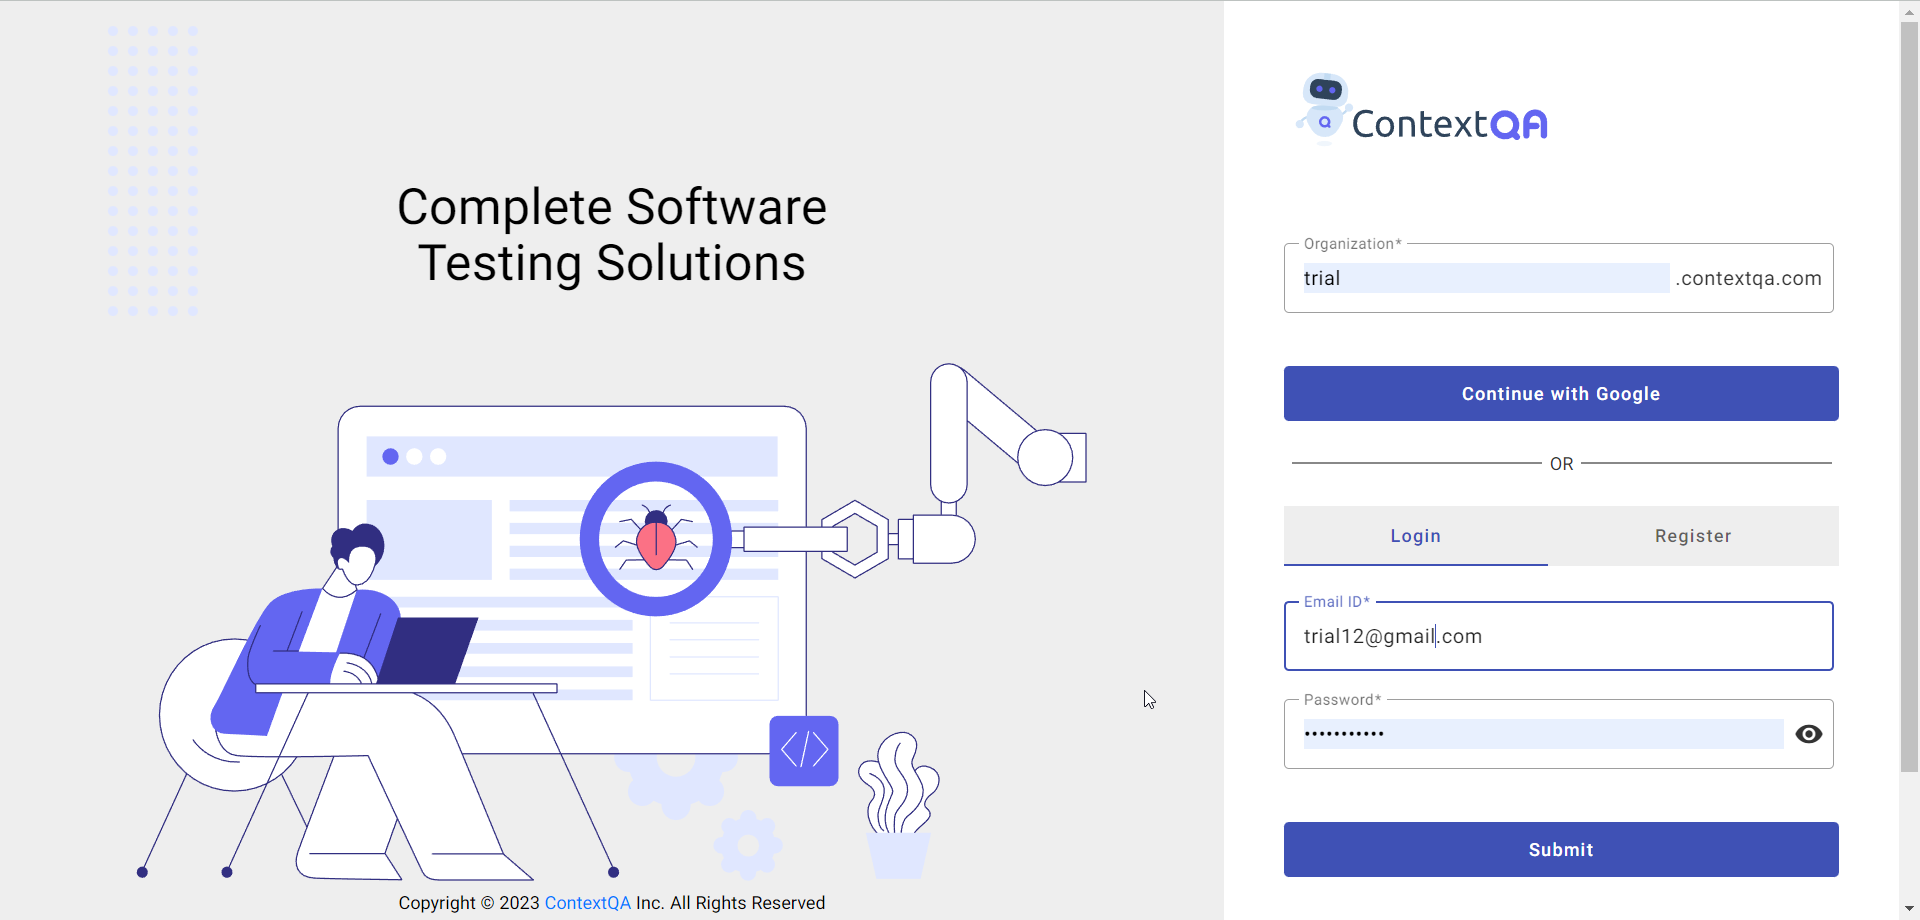 Complete Software
Testing Solutions
Copyright © 2023 ContextQA Inc. All Rights Reserved
Q
ContextQA
Organization*
trial .contextqa.com
Continue with Google
OR
Login Register
Email ID*
trial12@gmail.com
Password*
•••••••••••
Submit